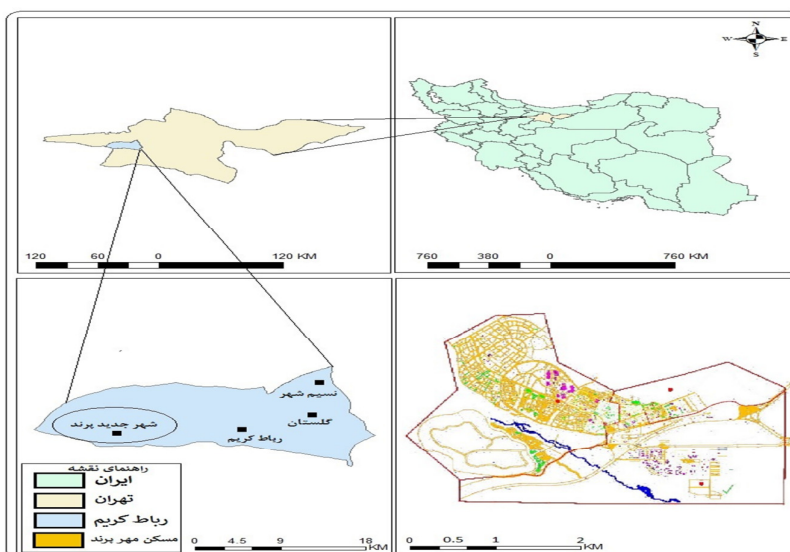 N
W E
S
120 60 0 120 KM
760 380 0 760 KM
نسیم شهر
گلستان
شهر جدید پرند
رباط کریم
راهنمای نقشه
ایران
تهران
رباط کریم
مسکن مهر پرند
0 4.5 9 18
KM
0 0.5 1 2
KM